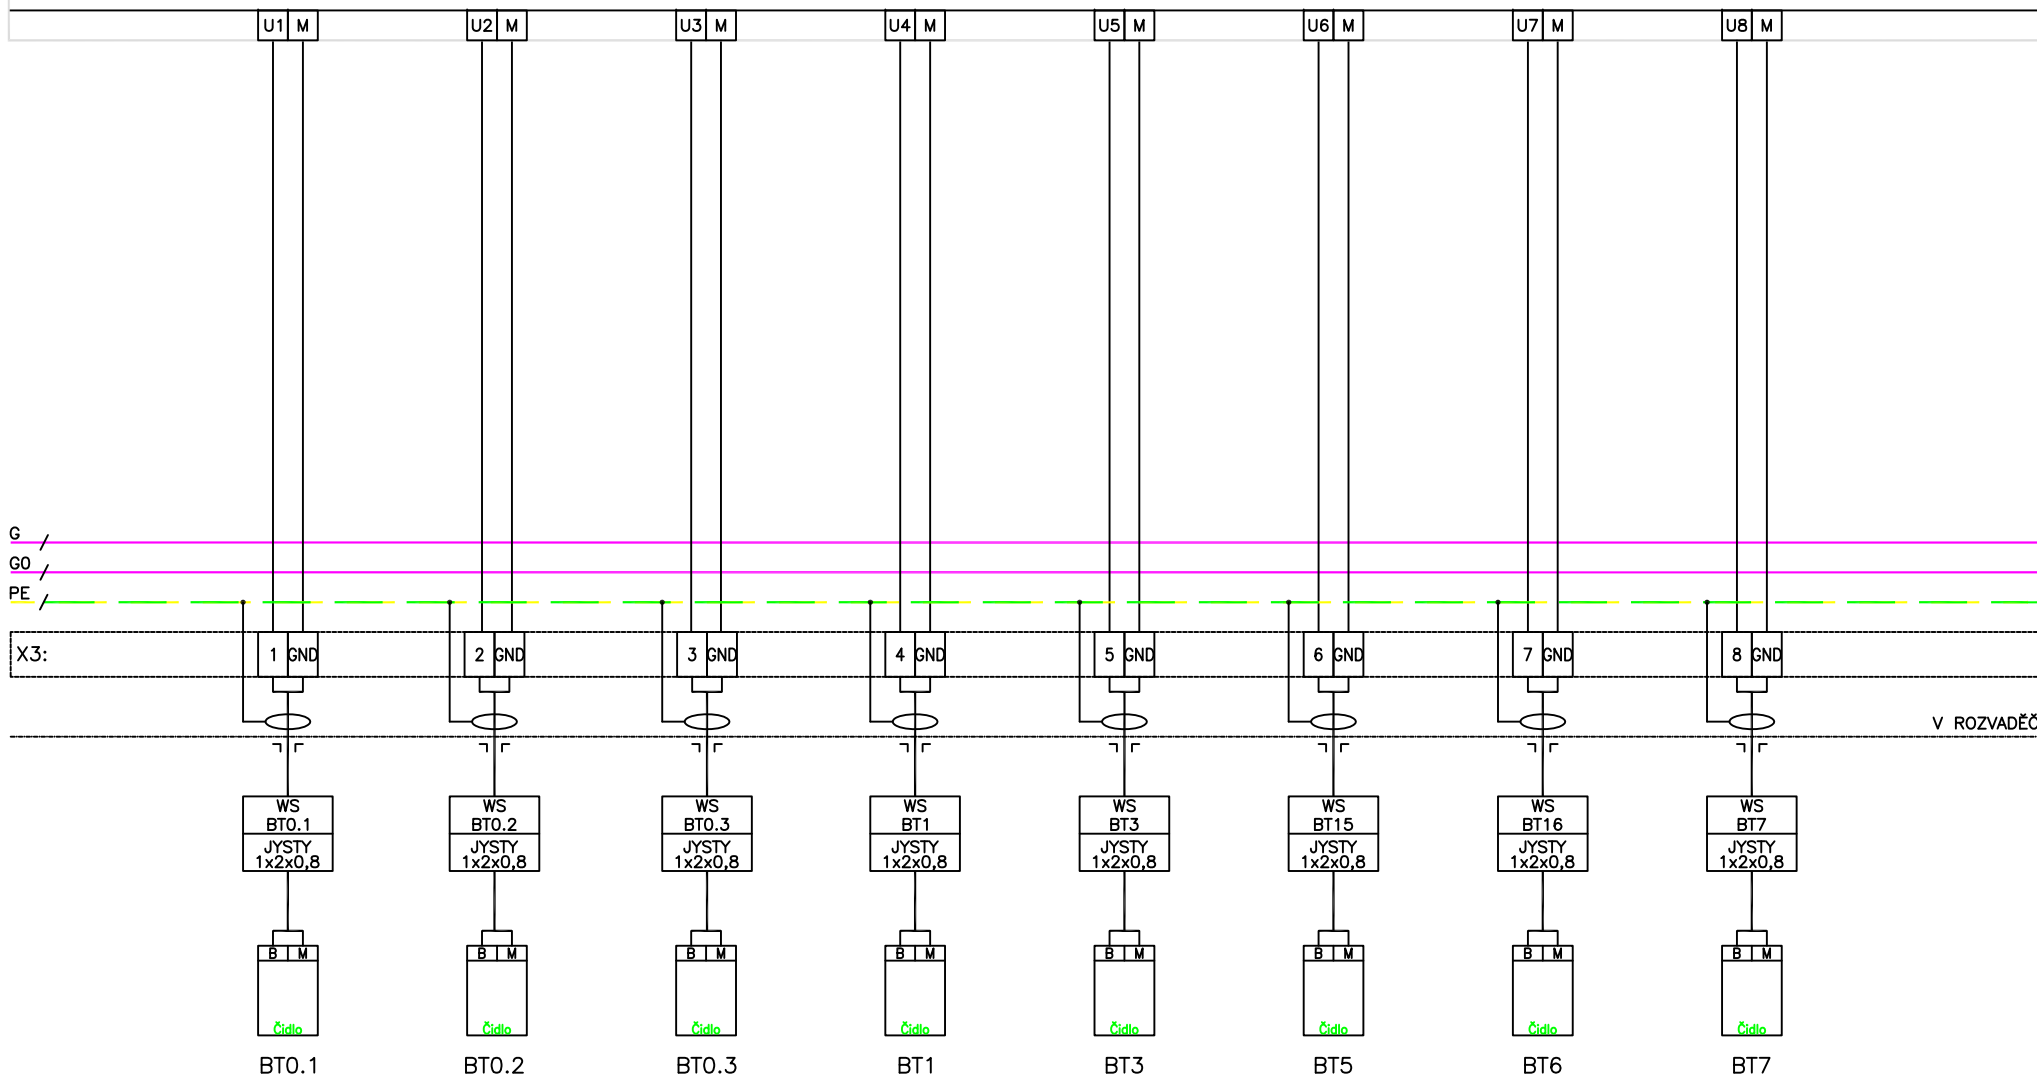 U1 M U2 M U3 M U4 M U5 M U6 M U7 M U8 M
G
G0
PE
X3: 1 GND 2 GND 3 GND 4 GND 5 GND 6 GND 7 GND 8 GND
V ROZVADĚČ
WS WS WS WS WS WS WS WS
BT0.1 BT0.2 BT0.3 BT1 BT3 BT15 BT16 BT7
JYSTY JYSTY JYSTY JYSTY JYSTY JYSTY JYSTY JYSTY
1x2x0,8 1x2x0,8 1x2x0,8 1x2x0,8 1x2x0,8 1x2x0,8 1x2x0,8 1x2x0,8
B M B M B M B M B M B M B M B M
Čidlo Čidlo Čidlo Čidlo Čidlo Čidlo Čidlo Čidlo
BT0.1 BT0.2 BT0.3 BT1 BT3 BT5 BT6 BT7